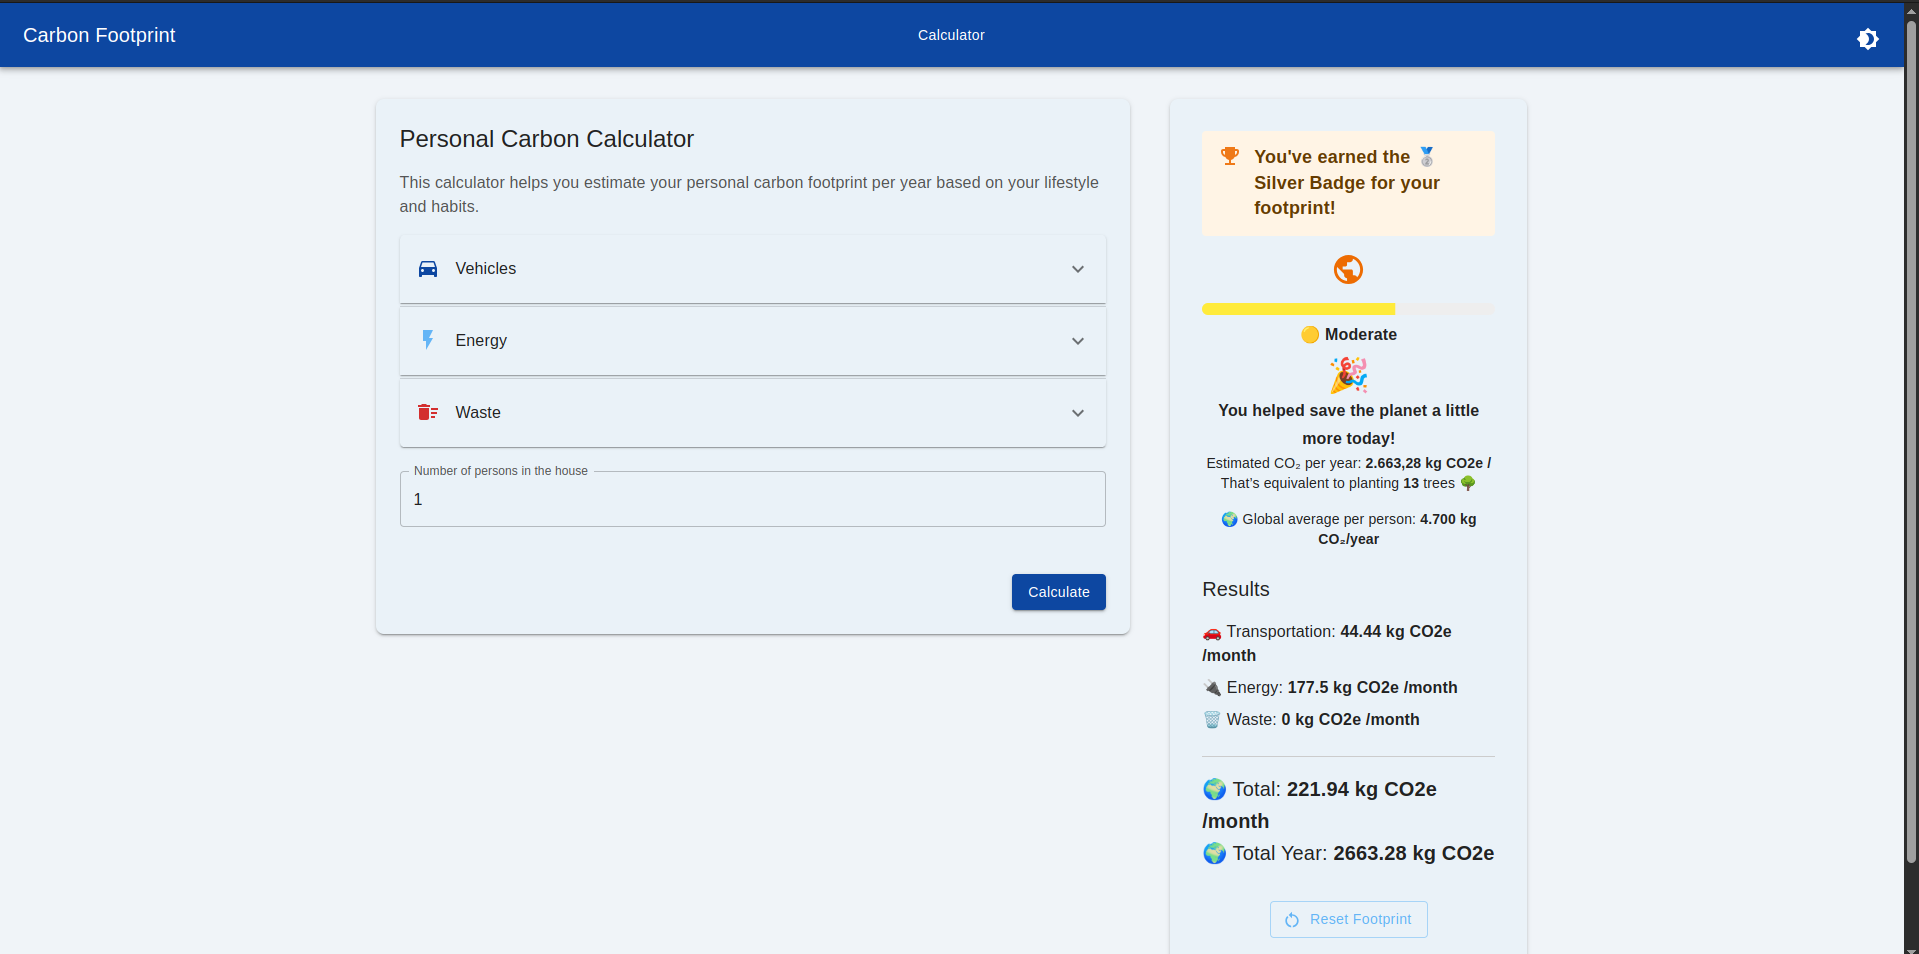 Carbon Footprint
Calculator
Personal Carbon Calculator
This calculator helps you estimate your personal carbon footprint per year based on your lifestyle
and habits.
Vehicles
Energy
Waste
Number of persons in the house
1
Calculate
You've earned the 🥈
Silver Badge for your
footprint!
🟡 Moderate
🎉
You helped save the planet a little
more today!
Estimated CO₂ per year: 2.663,28 kg CO2e /
That's equivalent to planting 13 trees 🌳
🌍 Global average per person: 4.700 kg
CO₂/year
Results
🚗 Transportation: 44.44 kg CO2e
/month
🔌 Energy: 177.5 kg CO2e /month
🗑️ Waste: 0 kg CO2e /month
🌍 Total: 221.94 kg CO2e
/month
🌍 Total Year: 2663.28 kg CO2e
Reset Footprint